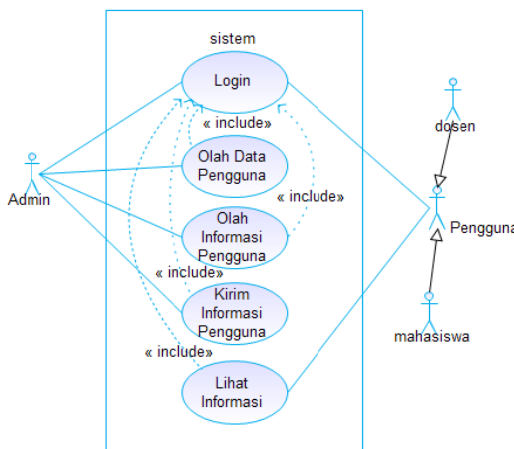 sistem
Login
« include»
Olah Data
Pengguna
Olah
Informasi
Pengguna
« include»
« include»
Kirim
Informasi
Pengguna
« include»
Lihat
Informasi
Admin
dosen
Pengguna
mahasiswa